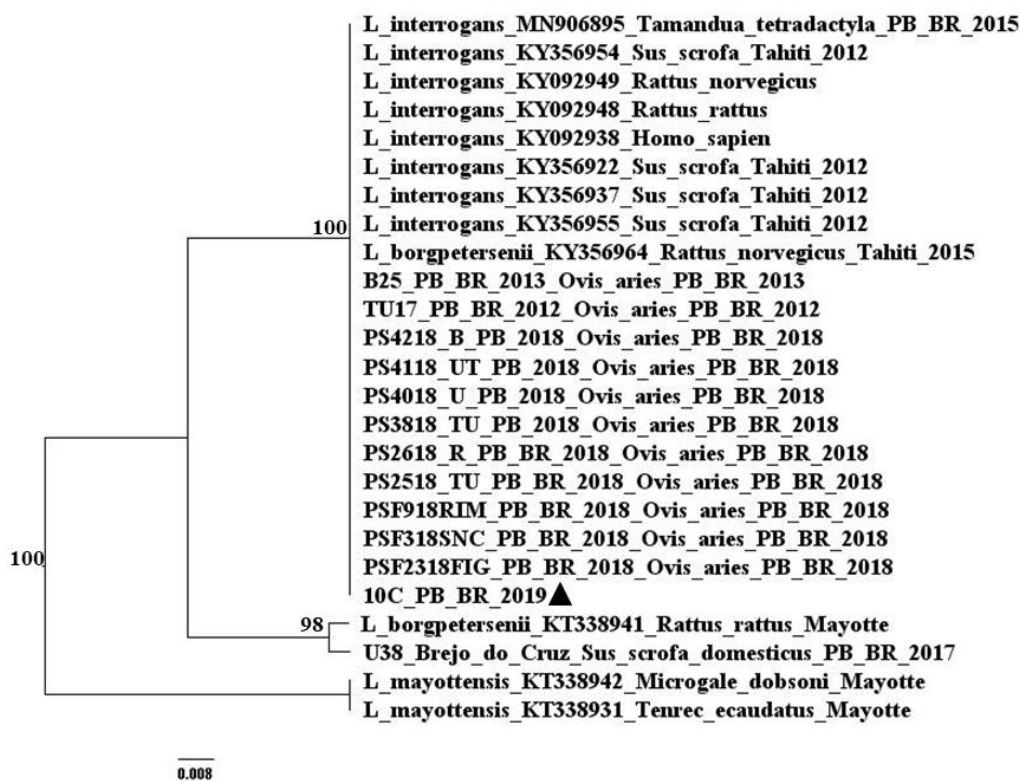 L_interrogans_MN906895_Tamandua_tetradactyla_PB_BR_2015
L_interrogans_KY356954_Sus_scrofa_Tahiti_2012
L_interrogans_KY092949_Rattus_norvegicus
L_interrogans_KY092948_Rattus_rattus
L_interrogans_KY092938_Homo_sapien
L_interrogans_KY356922_Sus_scrofa_Tahiti_2012
L_interrogans_KY356937_Sus_scrofa_Tahiti_2012
L_interrogans_KY356955_Sus_scrofa_Tahiti_2012
100
L_borgpetersenii_KY356964_Rattus_norvegicus_Tahiti_2015
B25_PB_BR_2013_Ovis_aries_PB_BR_2013
TU17_PB_BR_2012_Ovis_aries_PB_BR_2012
PS4218_B_PB_2018_Ovis_aries_PB_BR_2018
PS4118_UT_PB_2018_Ovis_aries_PB_BR_2018
PS4018_U_PB_2018_Ovis_aries_PB_BR_2018
PS3818_TU_PB_2018_Ovis_aries_PB_BR_2018
PS2618_R_PB_BR_2018_Ovis_aries_PB_BR_2018
PS2518_TU_PB_BR_2018_Ovis_aries_PB_BR_2018
PSF918RIM_PB_BR_2018_Ovis_aries_PB_BR_2018
PSF318SNC_PB_BR_2018_Ovis_aries_PB_BR_2018
100
PSF2318FIG_PB_BR_2018_Ovis_aries_PB_BR_2018
10C_PB_BR_2019
98
L_borgpetersenii_KT338941_Rattus_rattus_Mayotte
U38_Brejo_do_Cruz_Sus_scrofa_domesticus_PB_BR_2017
L_mayottensis_KT338942_Microgale_dobsoni_Mayotte
L_mayottensis_KT338931_Tenrec_ecaudatus_Mayotte
0.008